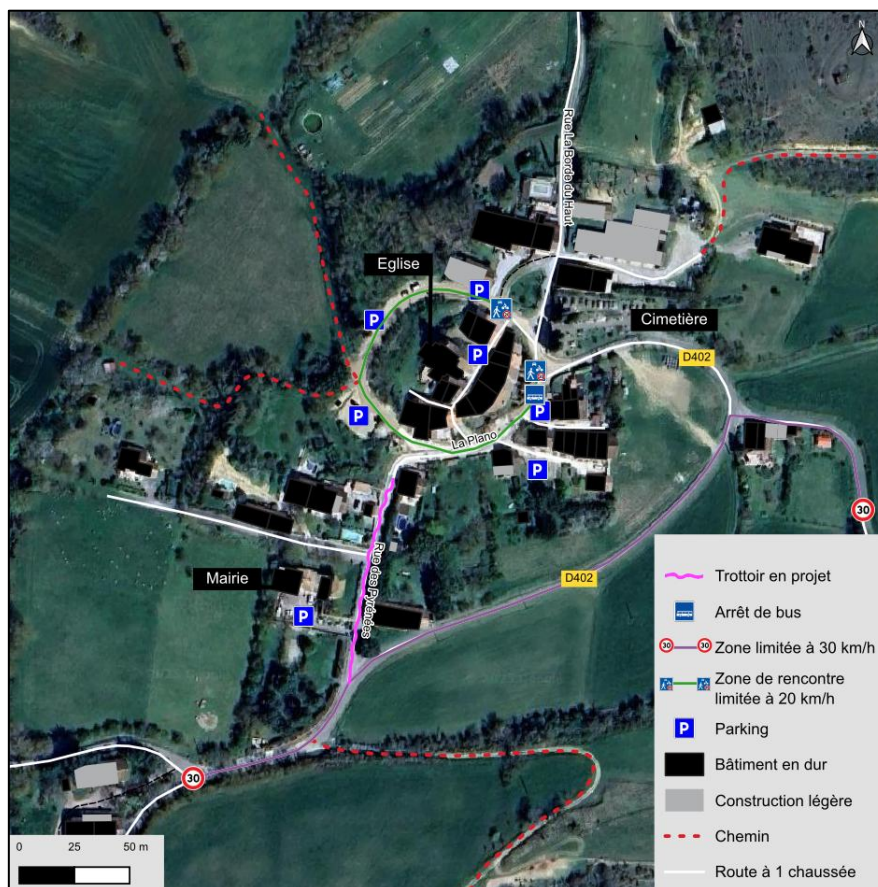 N
Rue La Borde du Haut
Eglise
P
P
P
Cimetière
D402
P
P
La Plano
P
30
Rue des Pyrénées
D402
Mairie
P
30
0 25 50 m
Trottoir en projet
Arrêt de bus
30 30 Zone limitée à 30 km/h
Zone de rencontre
limitée à 20 km/h
P Parking
Bâtiment en dur
Construction légère
Chemin
Route à 1 chaussée